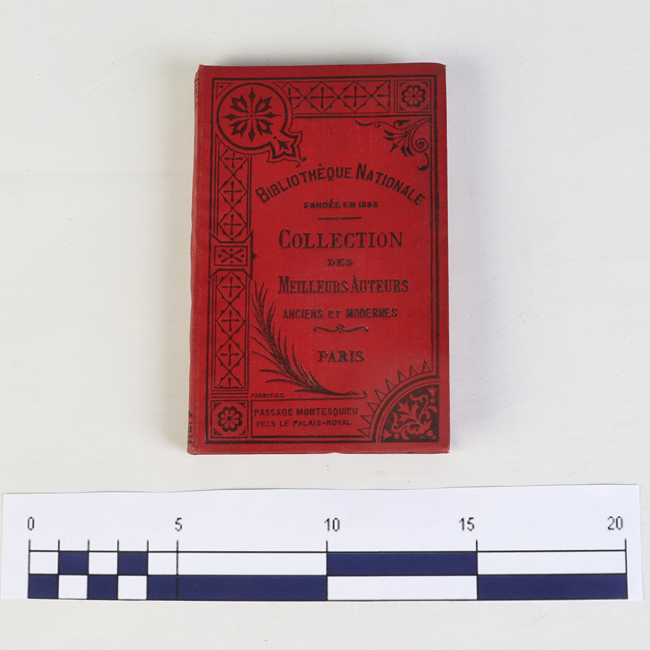 BIBLIOTHÈQUE NATIONALE
FONDÉE EN 1863
COLLECTION
DES
MEILLEURS AUTEURS
ANCIENS ET MODERNES
PARIS
PASSAGE MONTESQUIEU
PRÈS LE PALAIS-ROYAL
0 5 10 15 20